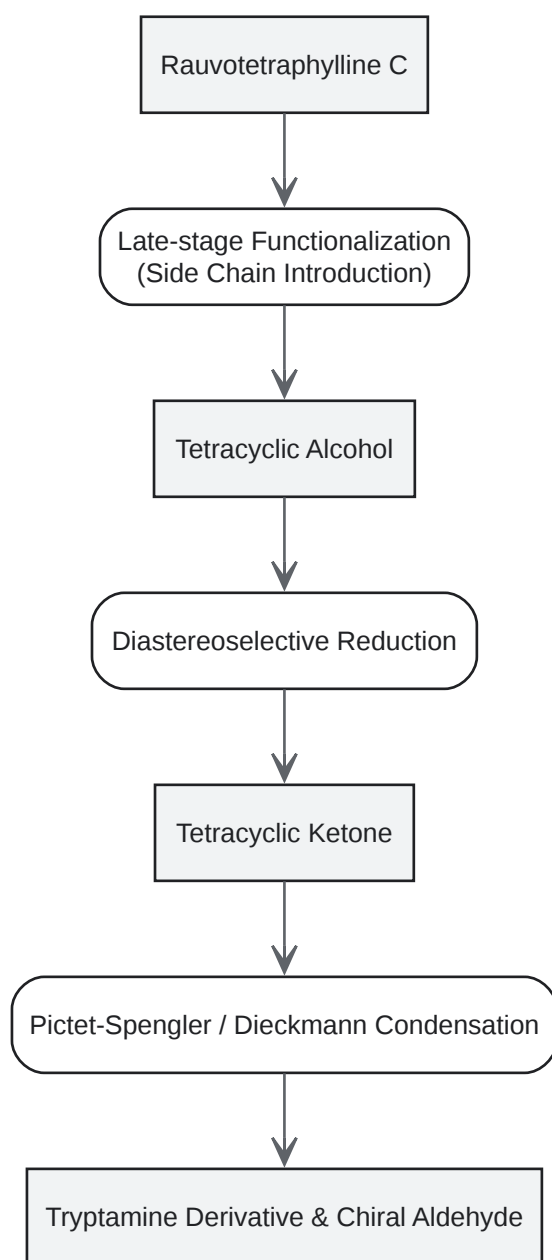 Rauvotetraphylline C
Late-stage Functionalization
(Side Chain Introduction)
Tetracyclic Alcohol
Diastereoselective Reduction
Tetracyclic Ketone
Pictet-Spengler / Dieckmann Condensation
Tryptamine Derivative & Chiral Aldehyde